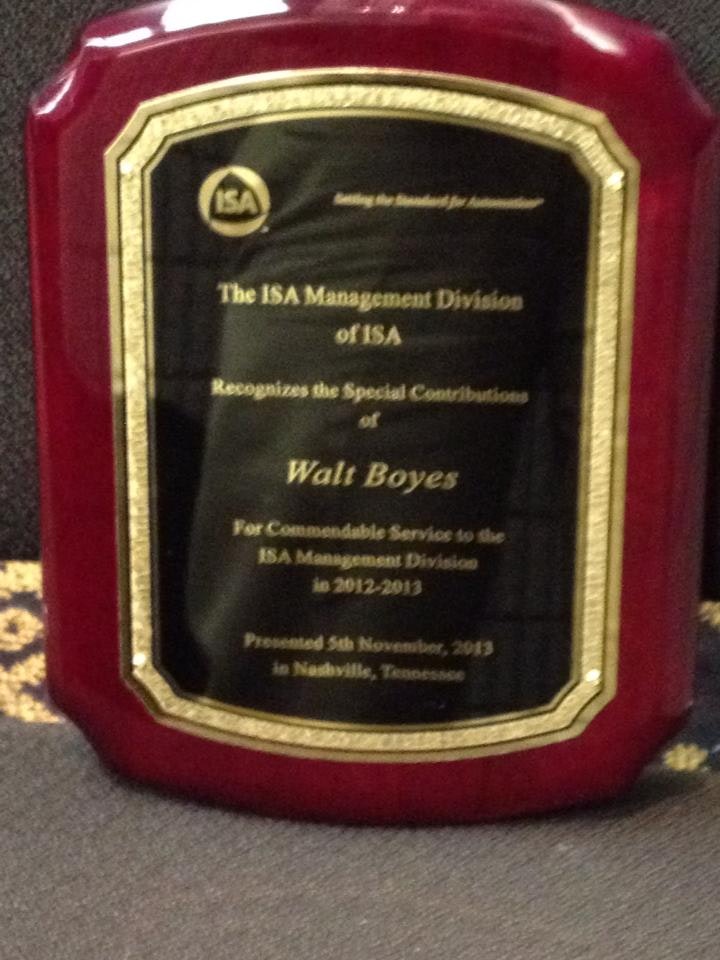 ISA
Setting the Standard for Automation™
The ISA Management Division
of ISA
Recognizes the Special Contributions
of
Walt Boyes
For Commendable Service to the
ISA Management Division
in 2012-2013
Presented 5th November, 2013
in Nashville, Tennessee